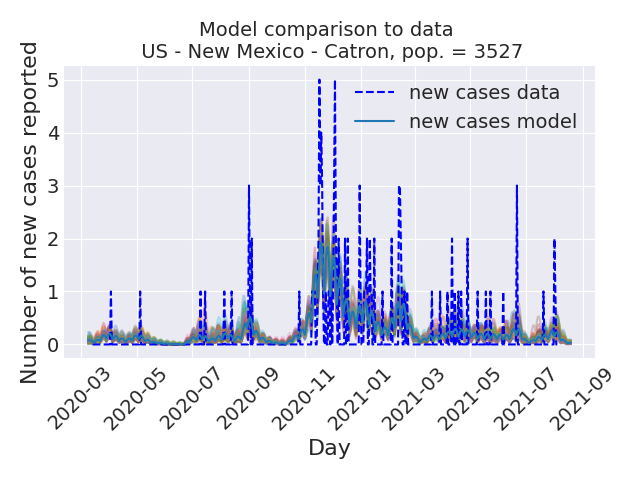 Model comparison to data
US - New Mexico - Catron, pop. = 3527
Number of new cases reported
5
4
3
2
1
0
new cases data
new cases model
2020-03
2020-05
2020-07
2020-09
2020-11
2021-01
2021-03
2021-05
2021-07
2021-09
Day